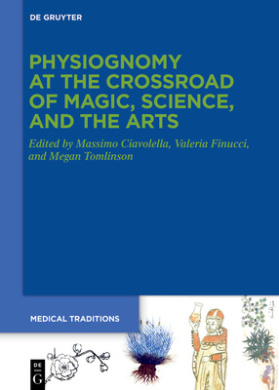 DE GRUYTER
PHYSIOGNOMY
AT THE CROSSROAD
OF MAGIC, SCIENCE,
AND THE ARTS
Edited by Massimo Ciavolella, Valeria Finucci,
and Megan Tomlinson
MEDICAL TRADITIONS
DE
G